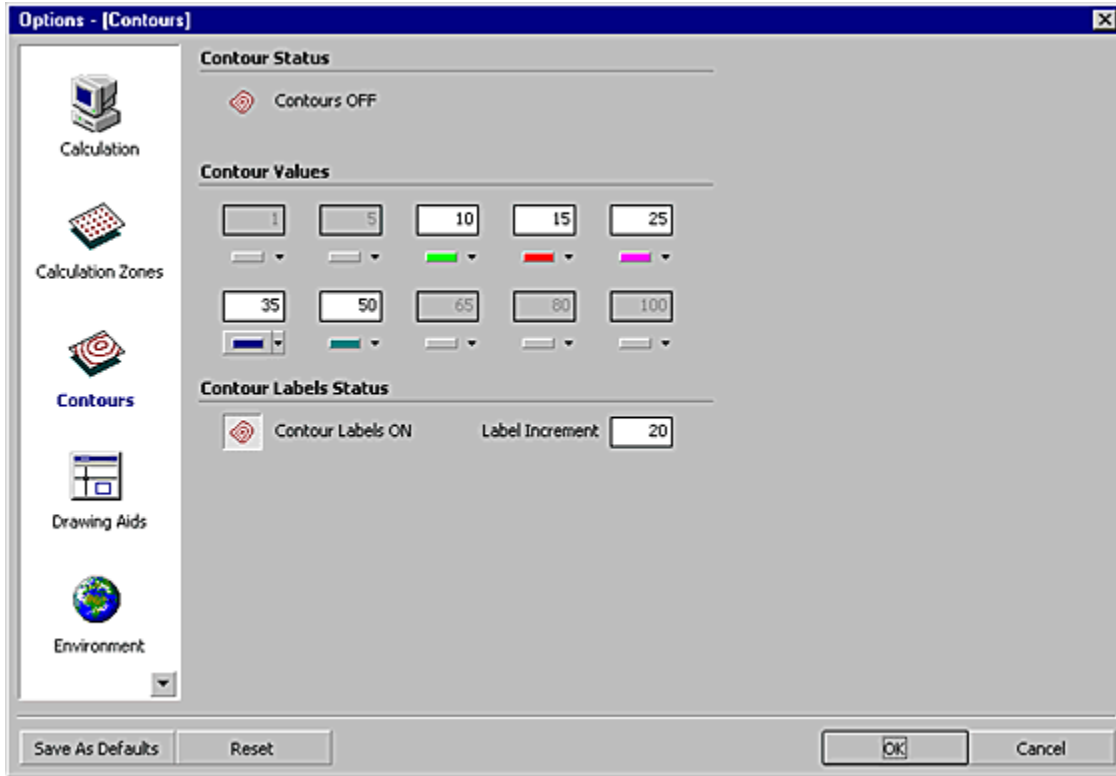 Options - [Contours]
Calculation
Calculation Zones
Contours
Drawing Aids
Environment
Contour Status
Contours OFF
Contour Values
1 5 10 15 25
35 50 65 80 100
Contour Labels Status
Contour Labels ON Label Increment 20
Save As Defaults Reset OK Cancel